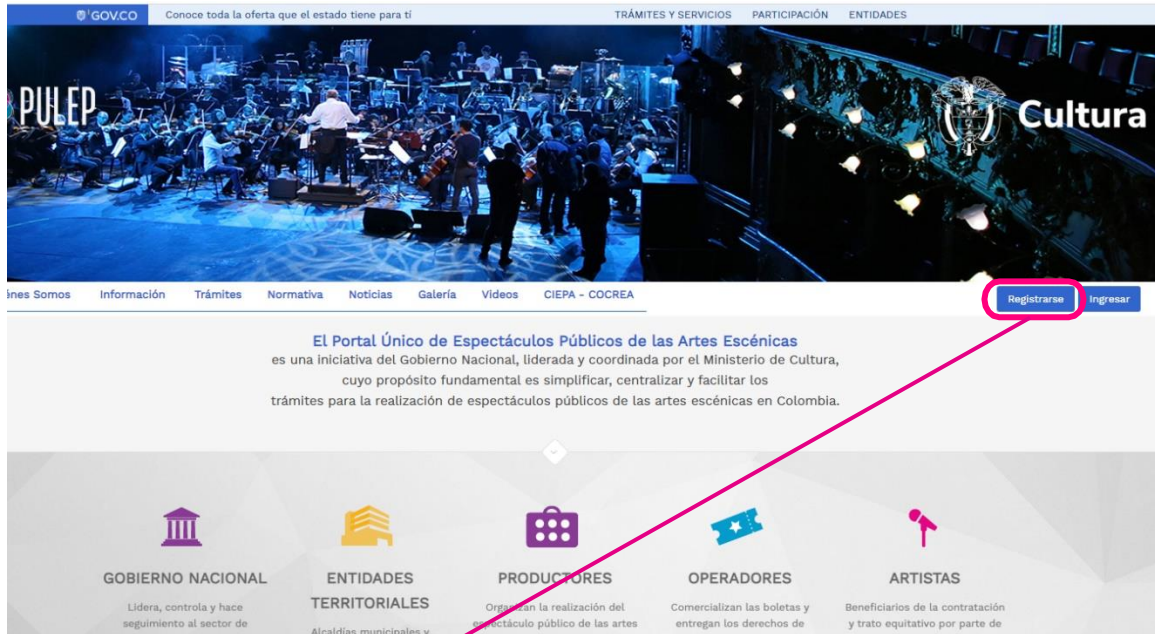 GOV.CO Conoce toda la oferta que el estado tiene para tí TRÁMITES Y SERVICIOS PARTICIPACIÓN ENTIDADES
PULEP
Cultura
énes Somos Información Trámites Normativa Noticias Galería Videos CIEPA - COCREA Registrarse Ingresar
El Portal Único de Espectáculos Públicos de las Artes Escénicas
es una iniciativa del Gobierno Nacional, liderada y coordinada por el Ministerio de Cultura,
cuyo propósito fundamental es simplificar, centralizar y facilitar los
trámites para la realización de espectáculos públicos de las artes escénicas en Colombia.
GOBIERNO NACIONAL
Lidera, controla y hace
seguimiento al sector de
ENTIDADES
TERRITORIALES
Alcaldías municipales y
PRODUCTORES
Organizan la realización del
espectáculo público de las artes
OPERADORES
Comercializan las boletas y
entregan los derechos de
ARTISTAS
Beneficiarios de la contratación
y trato equitativo por parte de